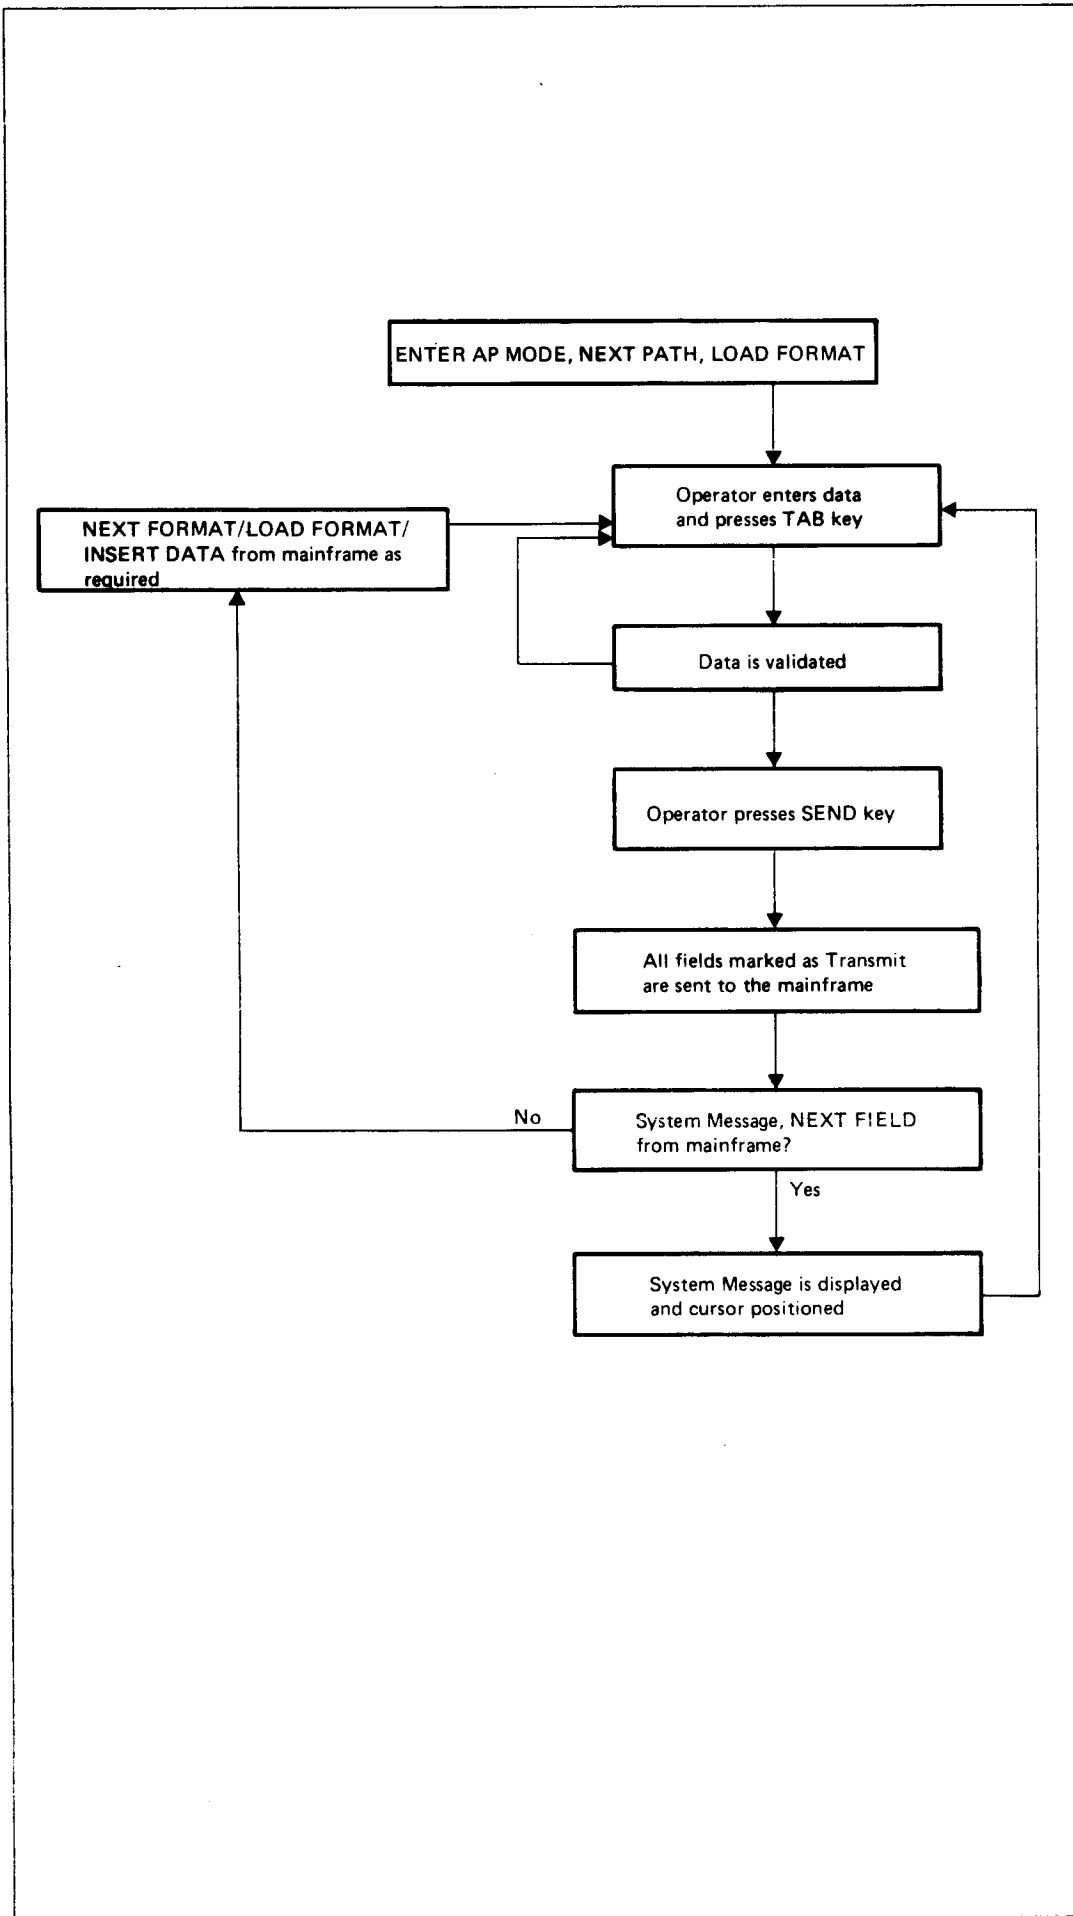 ENTER AP MODE, NEXT PATH, LOAD FORMAT
Operator enters data
and presses TAB key
NEXT FORMAT/LOAD FORMAT/
INSERT DATA from mainframe as
required
Data is validated
Operator presses SEND key
All fields marked as Transmit
are sent to the mainframe
No
System Message, NEXT FIELD
from mainframe?
Yes
System Message is displayed
and cursor positioned